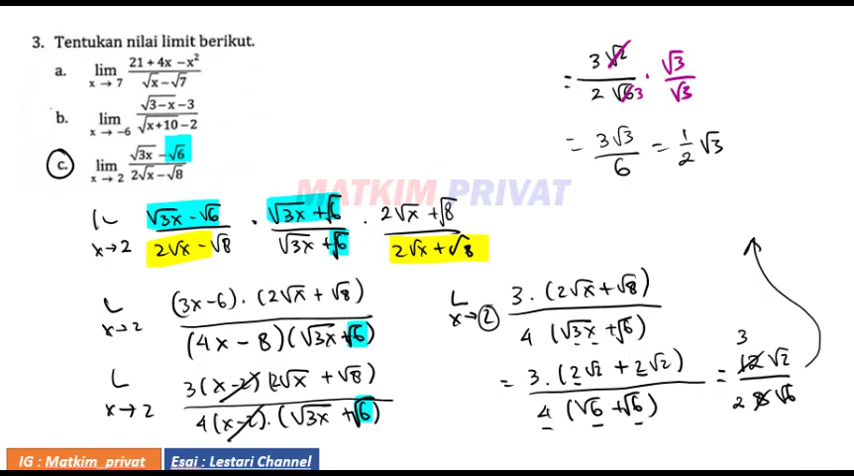 3. Tentukan nilai limit berikut.
a. lim x → 7 (21 + 4x − x²)/(√x − √7)
b. lim x → −6 (√(3−x) − 3)/(√(x+10) − 2)
c. lim x → 2 (√3x − √6)/(2√x − √8)
MATKIM PRIVAT
L x→2 (√3x − √6)/(2√x − √8) · (√3x + √6)/(√3x + √6) · (2√x + √8)/(2√x + √8)
L x→2 (3x − 6) · (2√x + √8)/(4x − 8)(√3x + √6)
L x→2 3(x − 2)(2√x + √8)/4(x − 2) · (√3x + √6)
L x→2 3 · (2√x + √8)/4(√3x + √6)
= 3 · (2√2 + 2√2)/4(√6 + √6) = 3 12√2/2 8√6
= 3√2/2√6 3 · √3/√3
= 3√3/6 = 1/2 √3
IG : Matkim_privat Esai : Lestari Channel